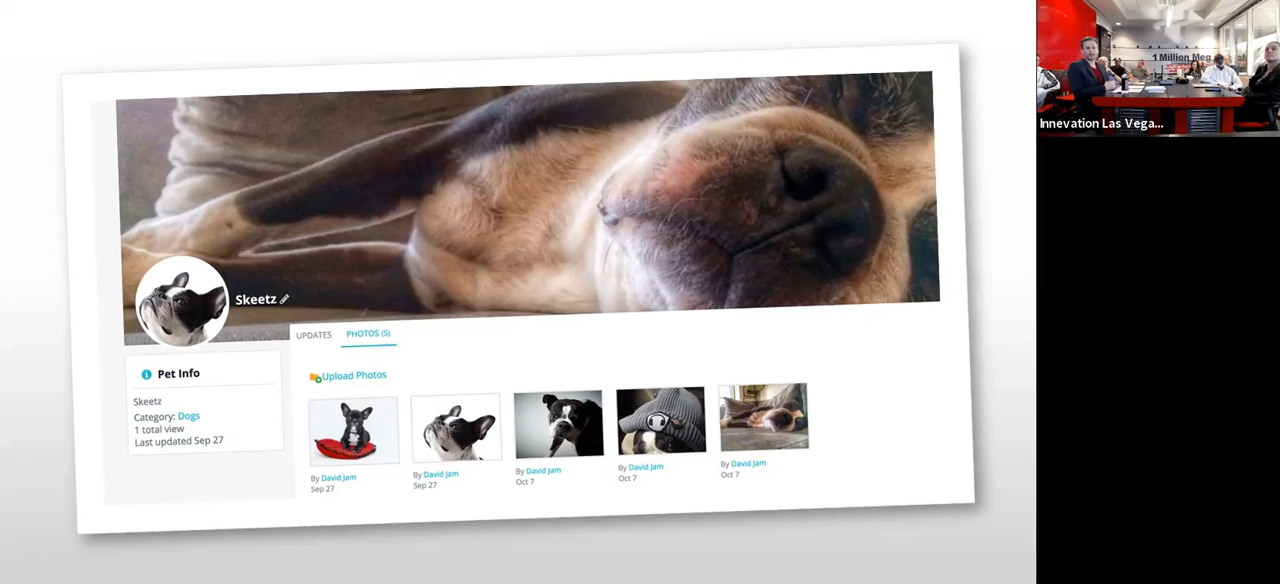 Skeetz
UPDATES
PHOTOS (5)
Pet Info
Skeetz
Category: Dogs
1 total view
Last updated Sep 27
Upload Photos
By David Jam
Sep 27
By David Jam
Sep 27
By David Jam
Oct 7
By David Jam
Oct 7
By David Jam
Oct 7
1 Million Meg
Innevation Las Vega...